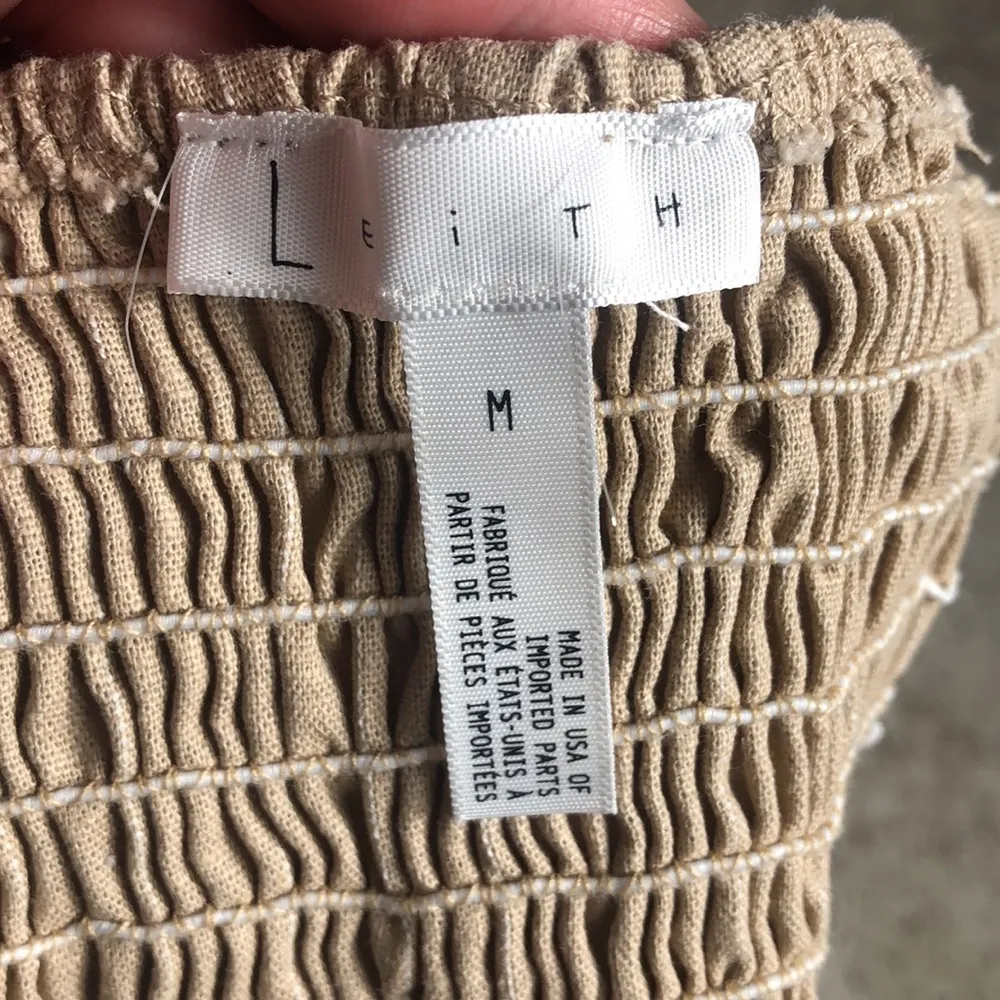 LEiTH
M
MADE IN USA OF
IMPORTED PARTS
FABRIQUÉ AUX ÉTATS-UNIS À
PARTIR DE PIÈCES IMPORTÉES